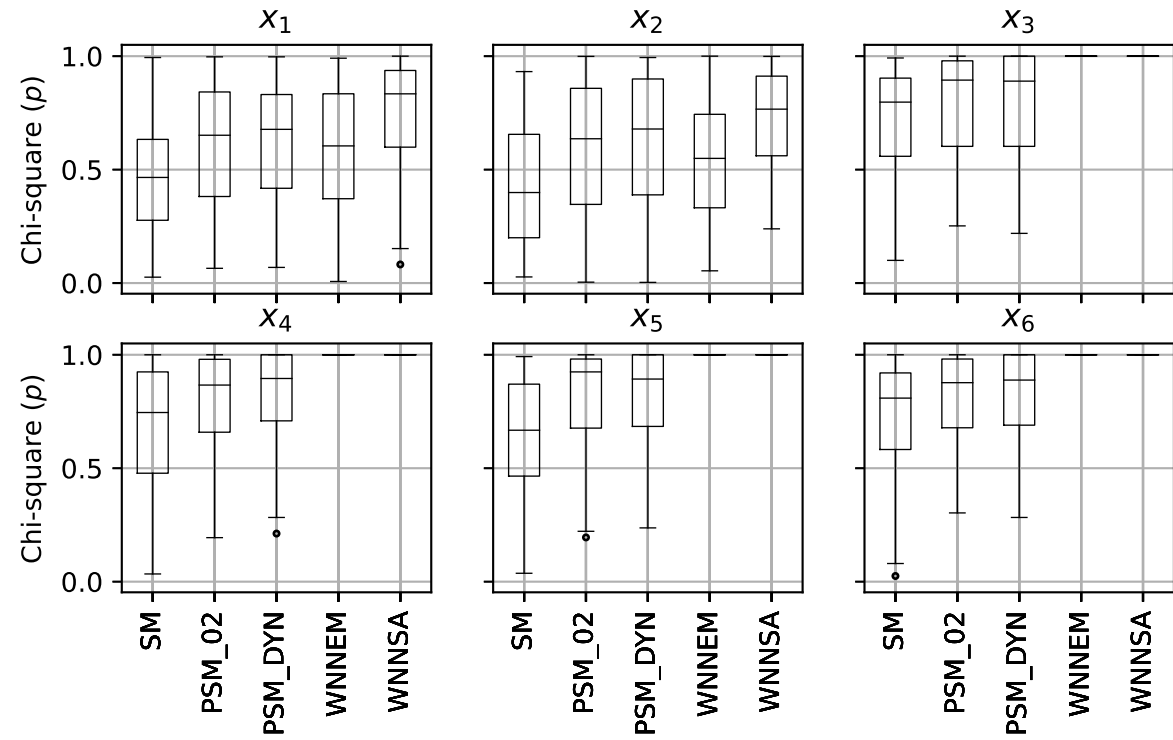 x1 x2 x3
Chi-square (p)
1.0
0.5
0.0
x4 x5 x6
Chi-square (p)
1.0
0.5
0.0
SM PSM_02 PSM_DYN WNNEM WNNSA SM PSM_02 PSM_DYN WNNEM WNNSA SM PSM_02 PSM_DYN WNNEM WNNSA